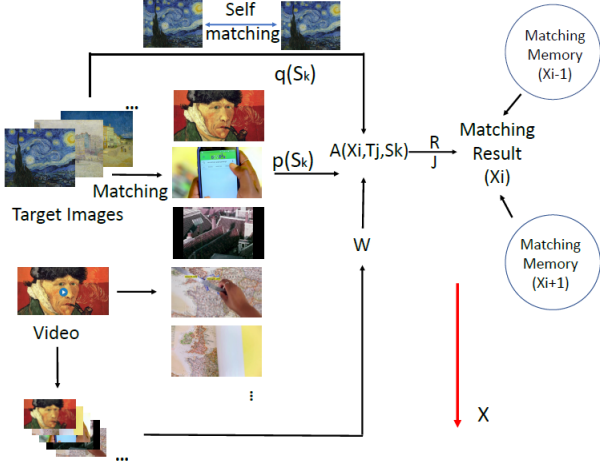 Self
matching
q(Sk)
...
Matching
Memory
(Xi-1)
A(Xi,Tj,Sk)
R
J
Matching
Result
(Xi)
p(Sk)
Matching
Target Images
W
Matching
Memory
(Xi+1)
Video
...
X
...